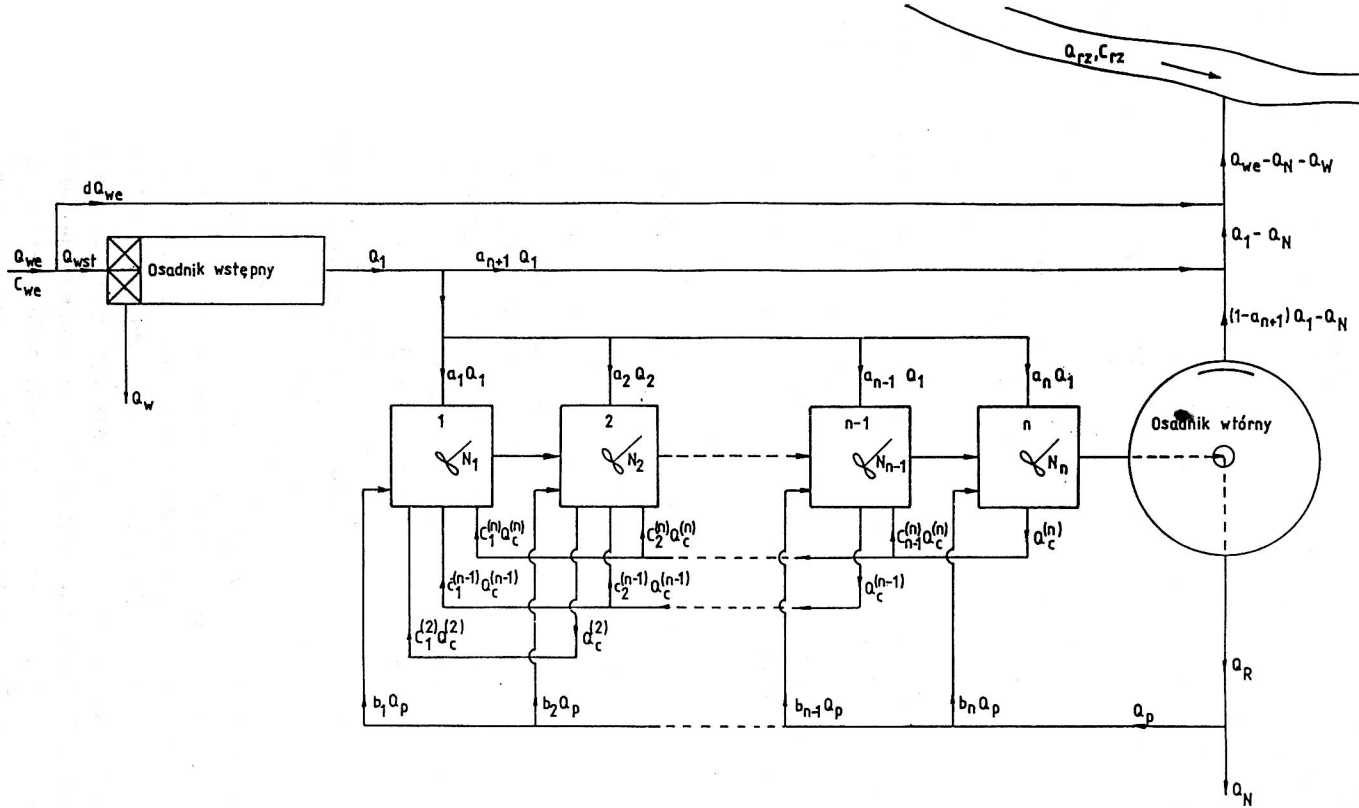 Q_rz, C_rz
Q_we - Q_N - Q_W
dQ_we
Q_1 - Q_N
Q_we
C_we
Q_wst
Osadnik wstępny
Q_1
a_n+1 Q_1
(1-a_n+1) Q_1 - Q_N
Q_w
a_1 Q_1
a_2 Q_2
a_n-1 Q_1
a_n Q_1
1
2
n-1
n
Osadnik wtórny
N_1
N_2
N_n-1
N_n
C_1^(n) Q_c^(n)
C_2^(n) Q_c^(n)
C_n-1^(n) Q_c^(n)
Q_c^(n)
C_1^(n-1) Q_c^(n-1)
C_2^(n-1) Q_c^(n-1)
Q_c^(n-1)
C_1^(2) Q_c^(2)
Q_c^(2)
Q_R
b_1 Q_p
b_2 Q_p
b_n-1 Q_p
b_n Q_p
Q_p
Q_N